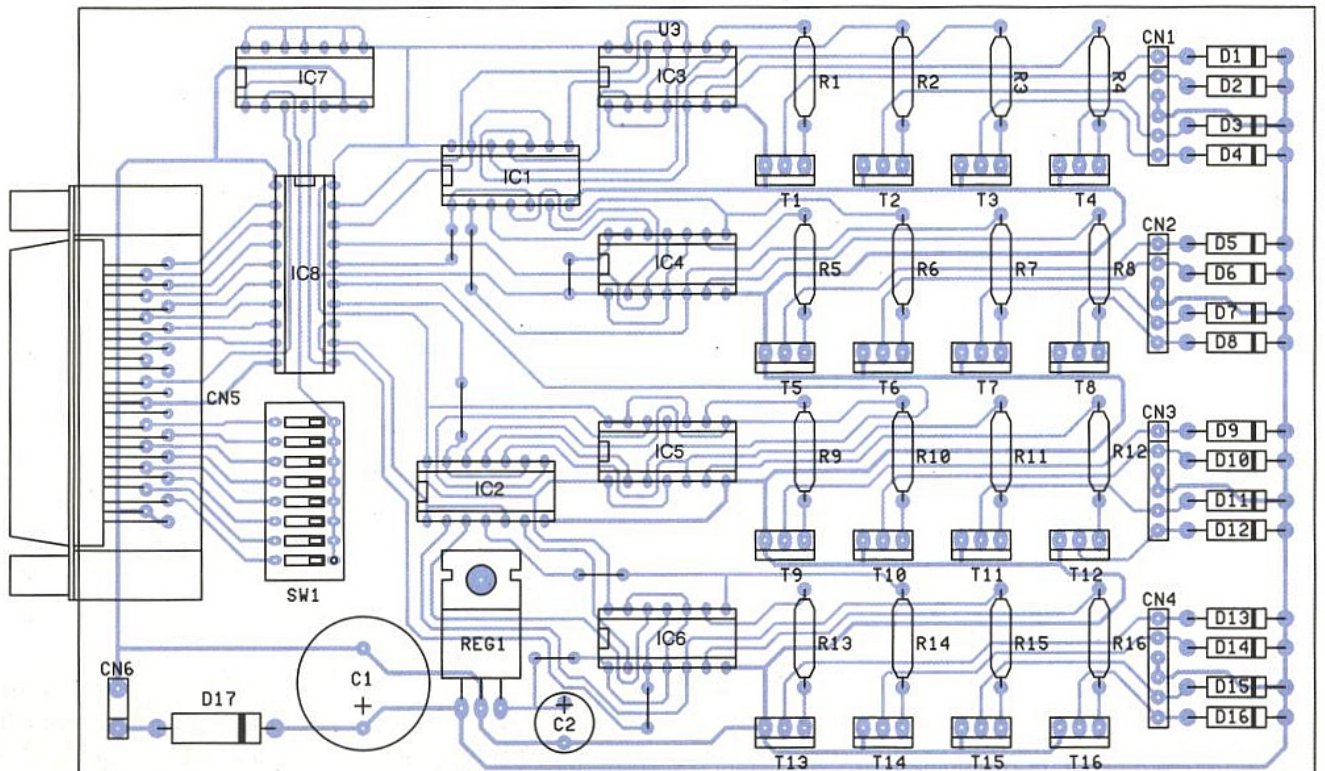 U3
CN1
IC7
IC3
R1
R2
R3
R4
D1
D2
D3
D4
IC1
T1
T2
T3
T4
CN2
IC8
IC4
R5
R6
R7
R8
D5
D6
D7
D8
T5
T6
T7
T8
CN5
CN3
IC5
R9
R10
R11
R12
D9
D10
D11
D12
IC2
T9
T10
T11
T12
SW1
CN4
REG1
IC6
R13
R14
R15
R16
D13
D14
D15
D16
CN6
D17
C1
+
+
C2
T13
T14
T15
T16